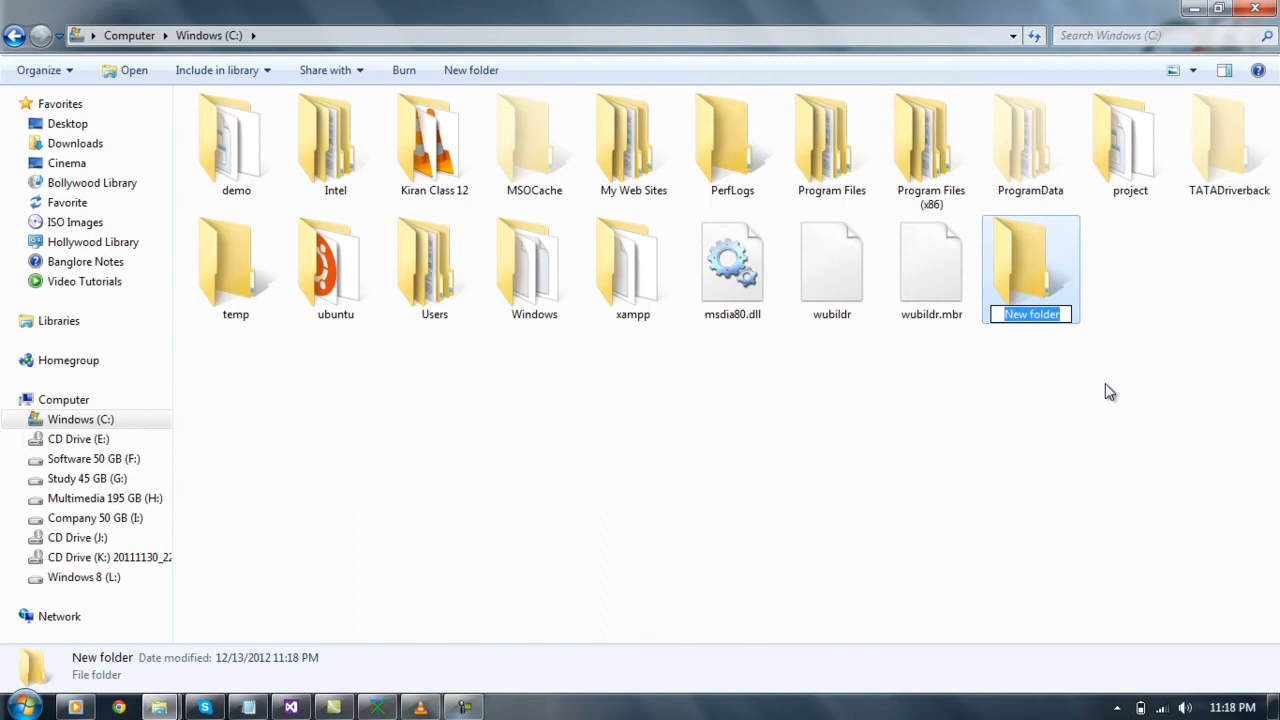 Computer
Windows (C:)
Search Windows (C:)
Organize
Open
Include in library
Share with
Burn
New folder
Favorites
Desktop
Downloads
Cinema
Bollywood Library
Favorite
ISO Images
Hollywood Library
Banglore Notes
Video Tutorials
Libraries
Homegroup
Computer
Windows (C:)
CD Drive (E:)
Software 50 GB (F:)
Study 45 GB (G:)
Multimedia 195 GB (H:)
Company 50 GB (I:)
CD Drive (J:)
CD Drive (K:) 20111130_22
Windows 8 (L:)
Network
demo
Intel
Kiran Class 12
MSOCache
My Web Sites
PerfLogs
Program Files
Program Files
(x86)
ProgramData
project
TATADriverback
temp
ubuntu
Users
Windows
xampp
msdia80.dll
wubildr
wubildr.mbr
New folder
New folder
Date modified: 12/13/2012 11:18 PM
File folder
11:18 PM